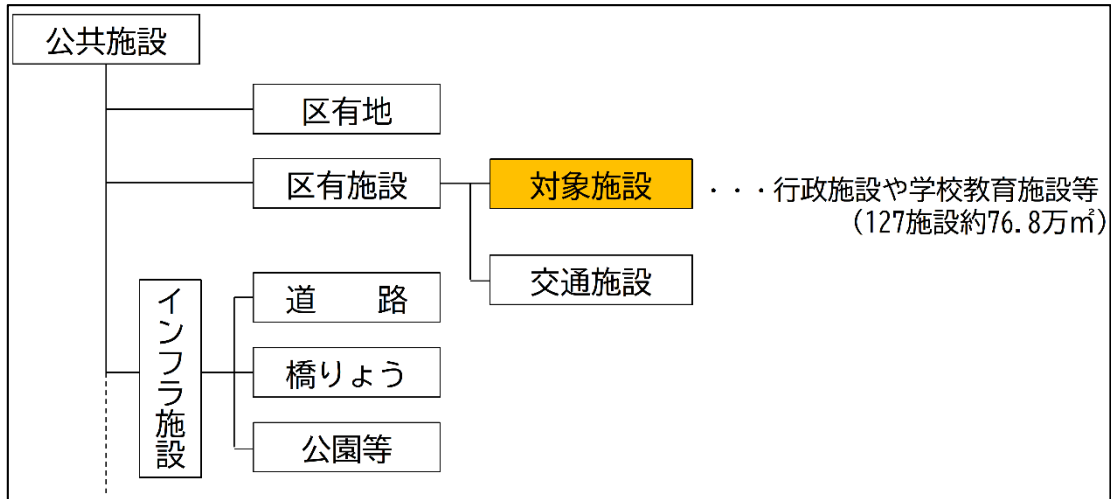 公共施設
区有地
区有施設
対象施設
・・・行政施設や学校教育施設等
（127施設約76.8万㎡）
交通施設
インフラ施設
道　　路
橋りょう
公園等